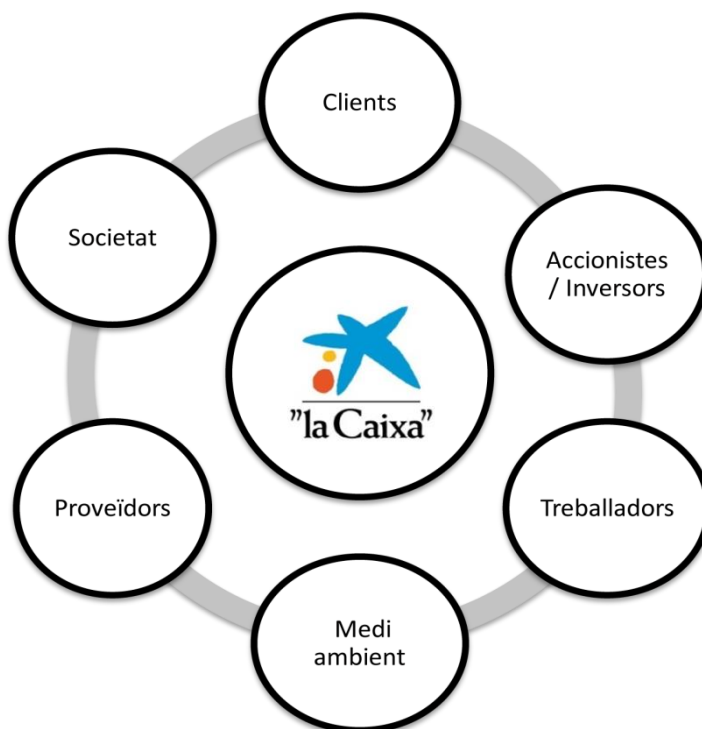 Clients
Accionistes
/ Inversors
Treballadors
Medi
ambient
Proveïdors
Societat
"la Caixa"